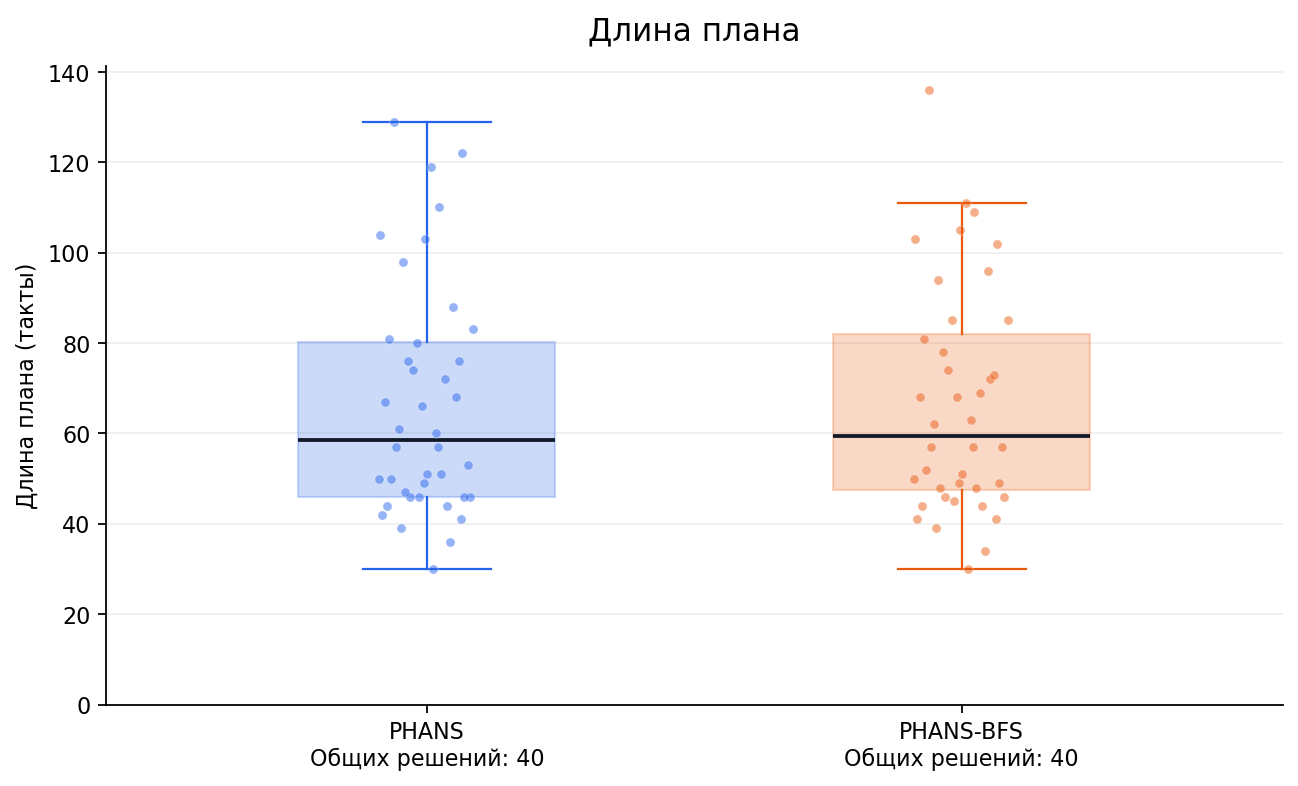 Длина плана
Длина плана (такты)
140
120
100
80
60
40
20
0
PHANS
Общих решений: 40
PHANS-BFS
Общих решений: 40